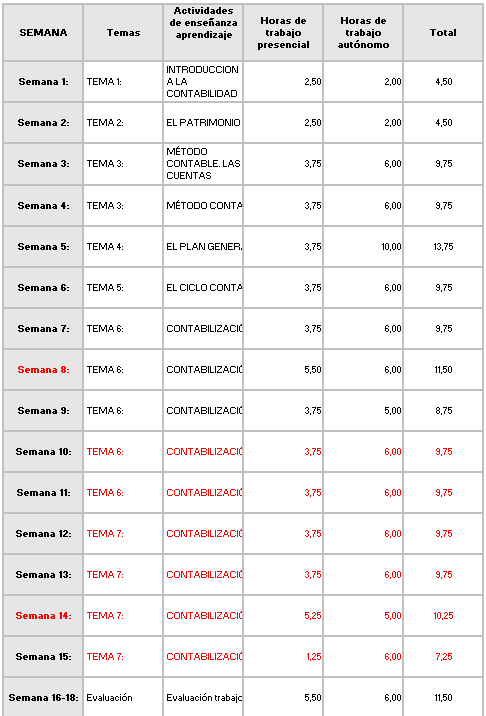 SEMANA Temas Actividades de enseñanza aprendizaje Horas de trabajo presencial Horas de trabajo autónomo Total
Semana 1: TEMA 1: INTRODUCCION A LA CONTABILIDAD 2,50 2,00 4,50
Semana 2: TEMA 2: EL PATRIMONIO 2,50 2,00 4,50
Semana 3: TEMA 3: MÉTODO CONTABLE. LAS CUENTAS 3,75 6,00 9,75
Semana 4: TEMA 3: MÉTODO CONTA 3,75 6,00 9,75
Semana 5: TEMA 4: EL PLAN GENER 3,75 10,00 13,75
Semana 6: TEMA 5: EL CICLO CONTA 3,75 6,00 9,75
Semana 7: TEMA 6: CONTABILIZACIÓ 3,75 6,00 9,75
Semana 8: TEMA 6: CONTABILIZACIÓ 5,50 6,00 11,50
Semana 9: TEMA 6: CONTABILIZACIÓ 3,75 5,00 8,75
Semana 10: TEMA 6: CONTABILIZACIÓ 3,75 6,00 9,75
Semana 11: TEMA 6: CONTABILIZACIÓ 3,75 6,00 9,75
Semana 12: TEMA 7: CONTABILIZACIÓ 3,75 6,00 9,75
Semana 13: TEMA 7: CONTABILIZACIÓ 3,75 6,00 9,75
Semana 14: TEMA 7: CONTABILIZACIÓ 5,25 5,00 10,25
Semana 15: TEMA 7: CONTABILIZACIÓ 1,25 6,00 7,25
Semana 16-18: Evaluación Evaluación trabajo 5,50 6,00 11,50